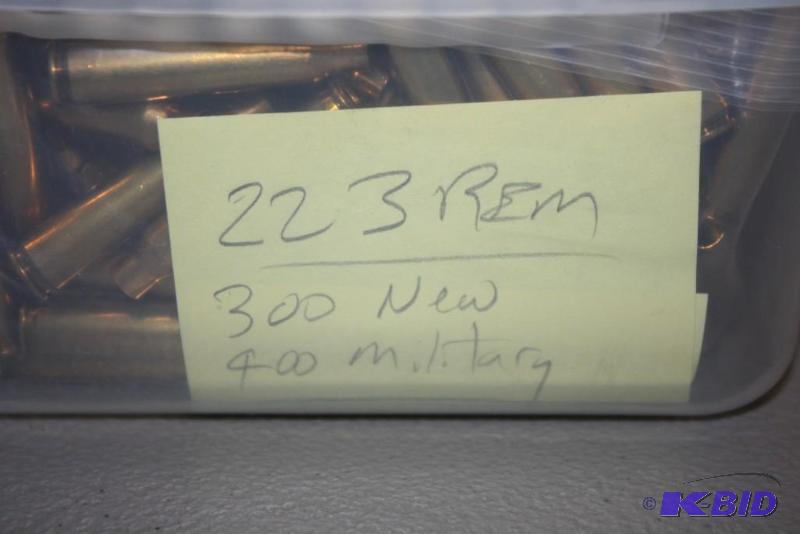 223 REM
300 New
400 military
© K-BID